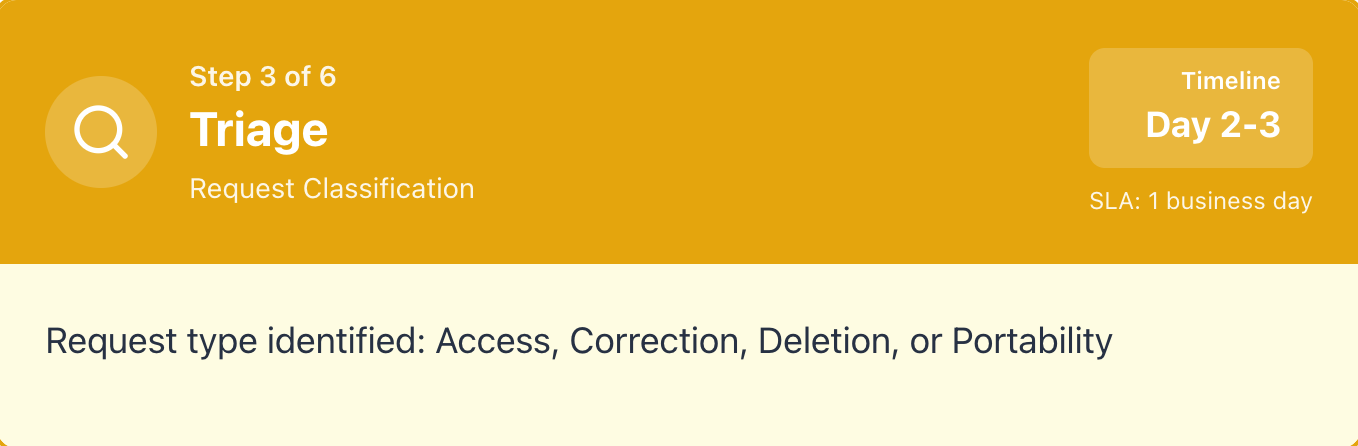 Step 3 of 6
Triage
Request Classification
Timeline
Day 2-3
SLA: 1 business day
Request type identified: Access, Correction, Deletion, or Portability